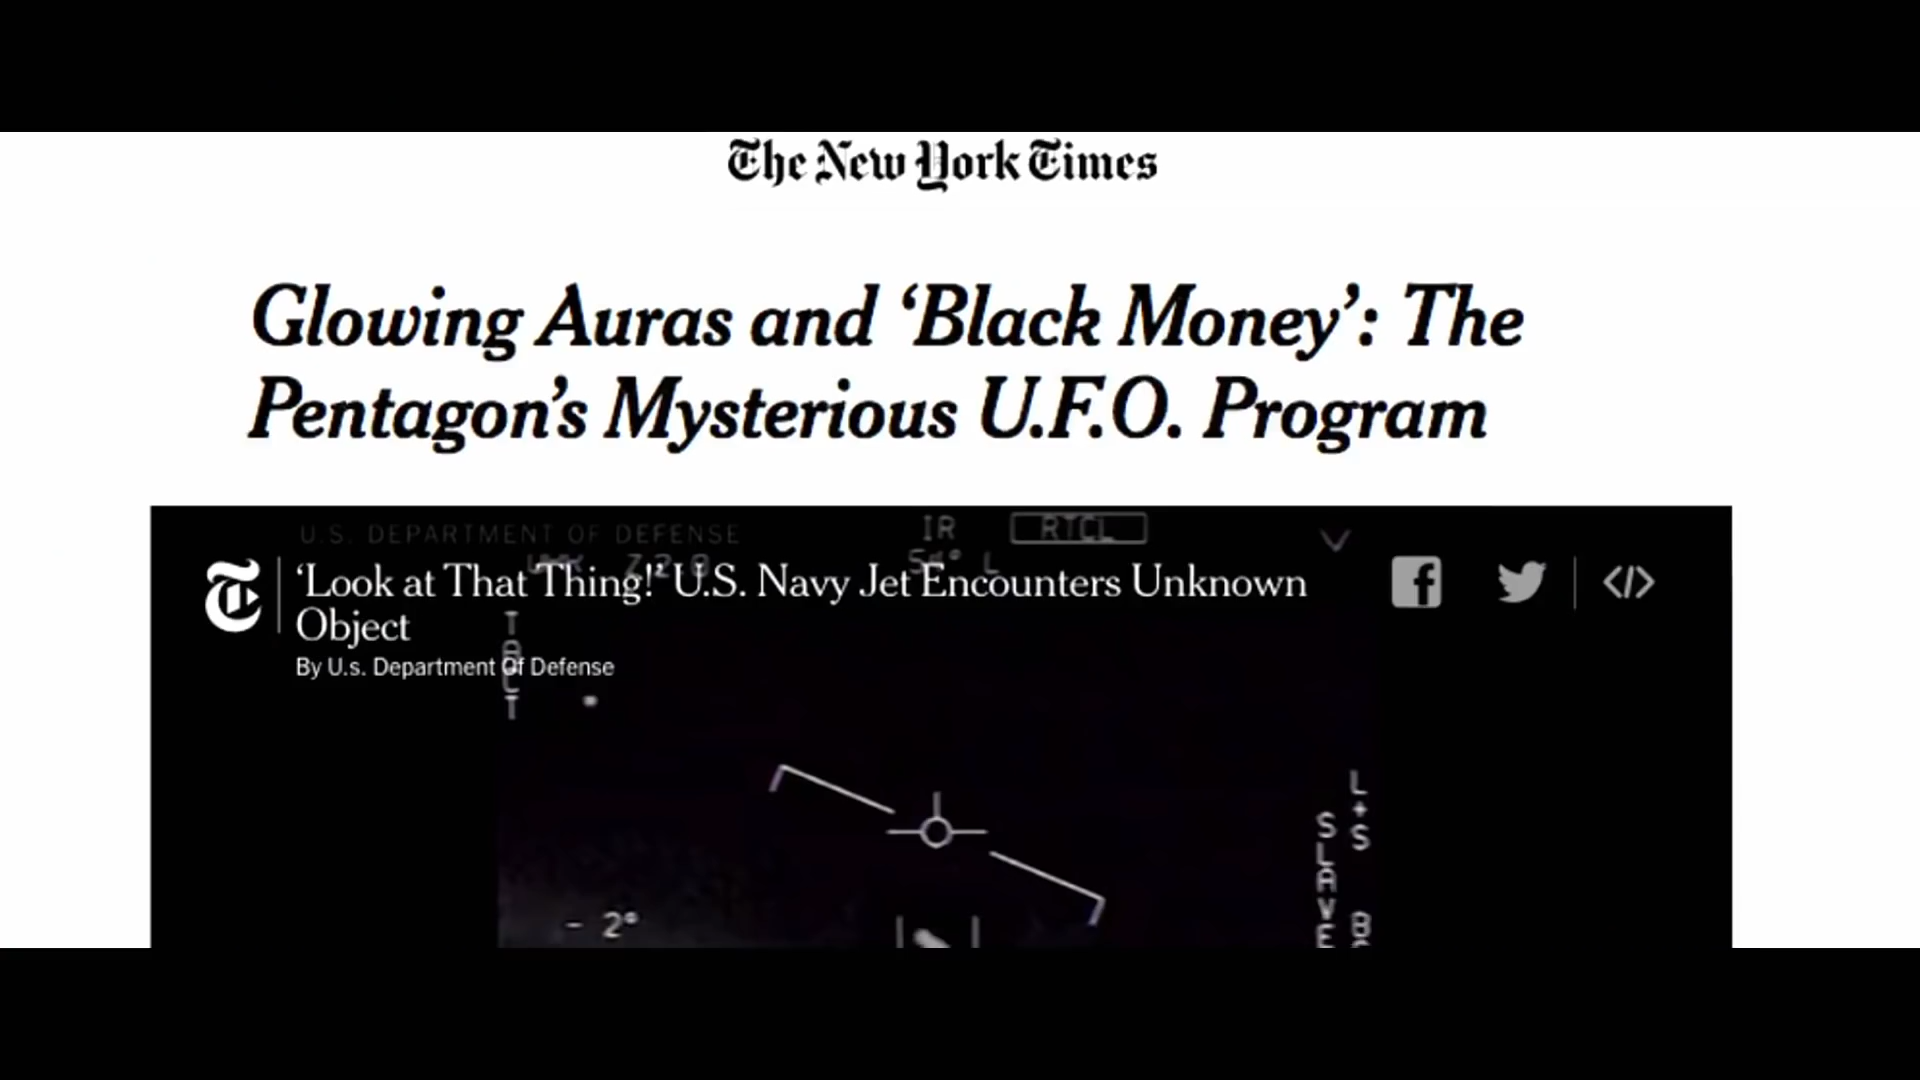 The New York Times
Glowing Auras and ‘Black Money’: The
Pentagon’s Mysterious U.F.O. Program
U.S. DEPARTMENT OF DEFENSE
IR
RTCL
Z
54° L
‘Look at That Thing!’ U.S. Navy Jet Encounters Unknown
Object
By U.s. Department Of Defense
L+S
SLAVE
- 2°